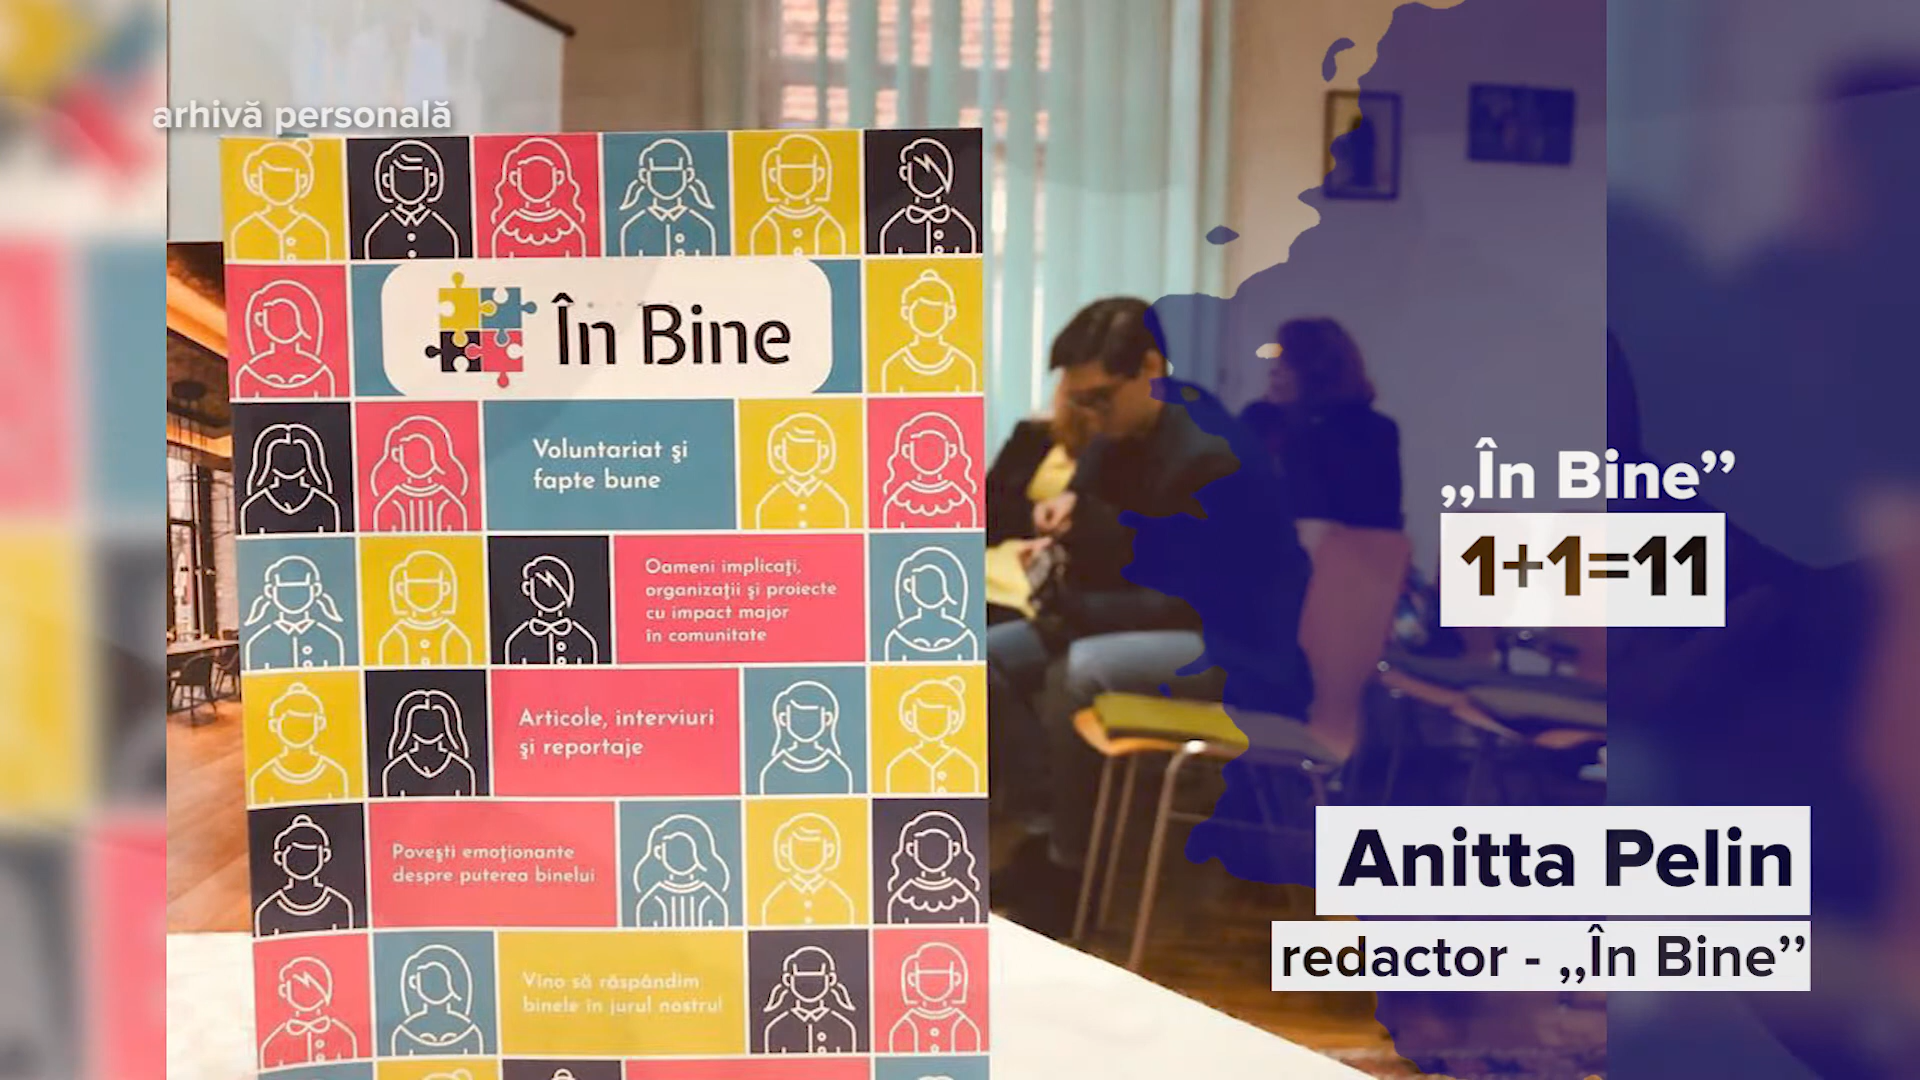 arhivă personală
În Bine
Voluntariat și
fapte bune
Oameni implicați,
organizații și proiecte
cu impact major
în comunitate
Articole, interviuri
și reportaje
Povești emoționante
despre puterea binelui
Vino să răspândim
binele în jurul nostru!
,,În Bine”
1+1=11
Anitta Pelin
redactor - ,,În Bine”